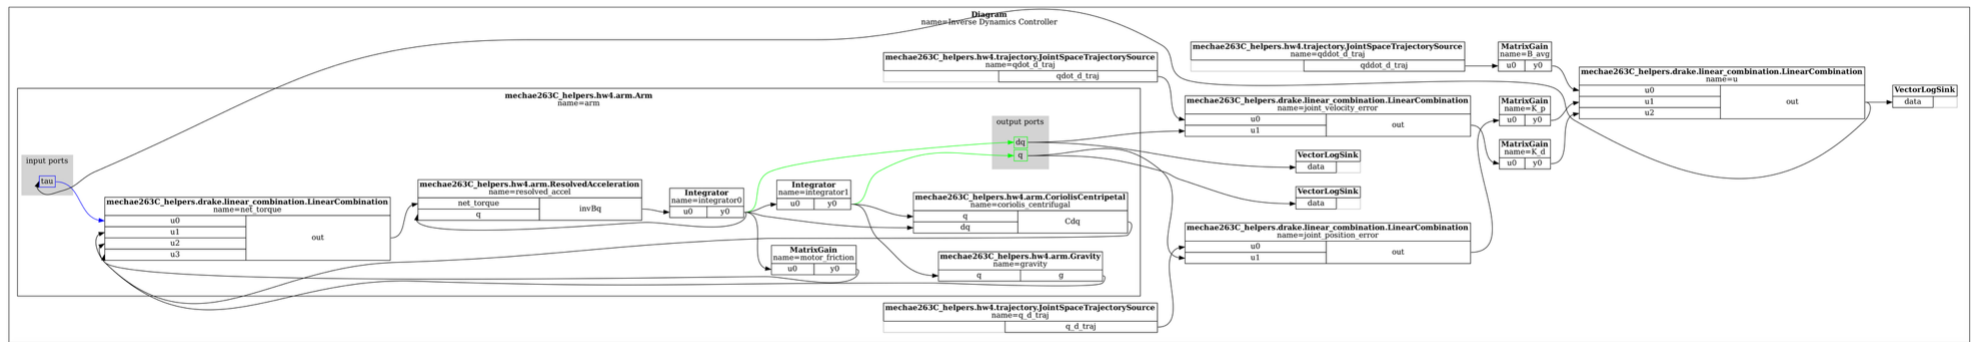 Diagram
name=Inverse Dynamics Controller
mechae263C_helpers.hw4.trajectory.JointSpaceTrajectorySource
name=qddot_d_traj
qddot_d_traj
MatrixGain
name=B_avg
u0 y0
mechae263C_helpers.hw4.trajectory.JointSpaceTrajectorySource
name=qdot_d_traj
qdot_d_traj
mechae263C_helpers.drake.linear_combination.LinearCombination
name=u
u0
u1
u2
out
VectorLogSink
data
mechae263C_helpers.hw4.arm.Arm
name=arm
mechae263C_helpers.drake.linear_combination.LinearCombination
name=joint_velocity_error
u0
u1
out
MatrixGain
name=K_p
u0 y0
output ports
dq
q
MatrixGain
name=K_d
u0 y0
VectorLogSink
data
input ports
tau
mechae263C_helpers.hw4.arm.ResolvedAcceleration
name=resolved_accel
net_torque
q
invBq
Integrator
name=integrator0
u0 y0
Integrator
name=integrator1
u0 y0
mechae263C_helpers.hw4.arm.CoriolisCentripetal
name=coriolis_centrifugal
q
dq
Cdq
VectorLogSink
data
mechae263C_helpers.drake.linear_combination.LinearCombination
name=net_torque
u0
u1
u2
u3
out
mechae263C_helpers.drake.linear_combination.LinearCombination
name=joint_position_error
u0
u1
out
MatrixGain
name=motor_friction
u0 y0
mechae263C_helpers.hw4.arm.Gravity
name=gravity
q g
mechae263C_helpers.hw4.trajectory.JointSpaceTrajectorySource
name=q_d_traj
q_d_traj